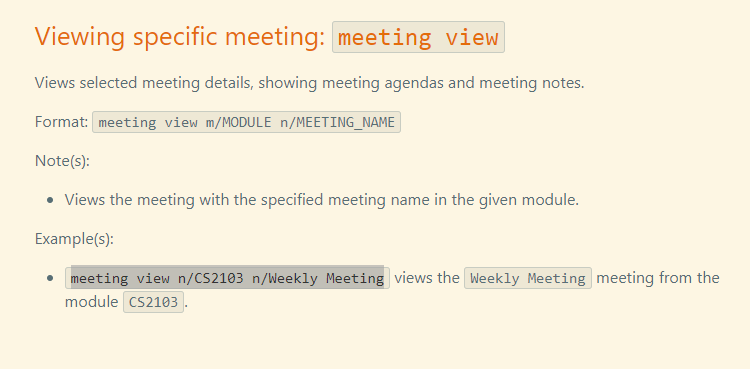 Viewing specific meeting: meeting view
Views selected meeting details, showing meeting agendas and meeting notes.
Format: meeting view m/MODULE n/MEETING_NAME
Note(s):
• Views the meeting with the specified meeting name in the given module.
Example(s):
• meeting view n/CS2103 n/Weekly Meeting views the Weekly Meeting meeting from the
module CS2103.